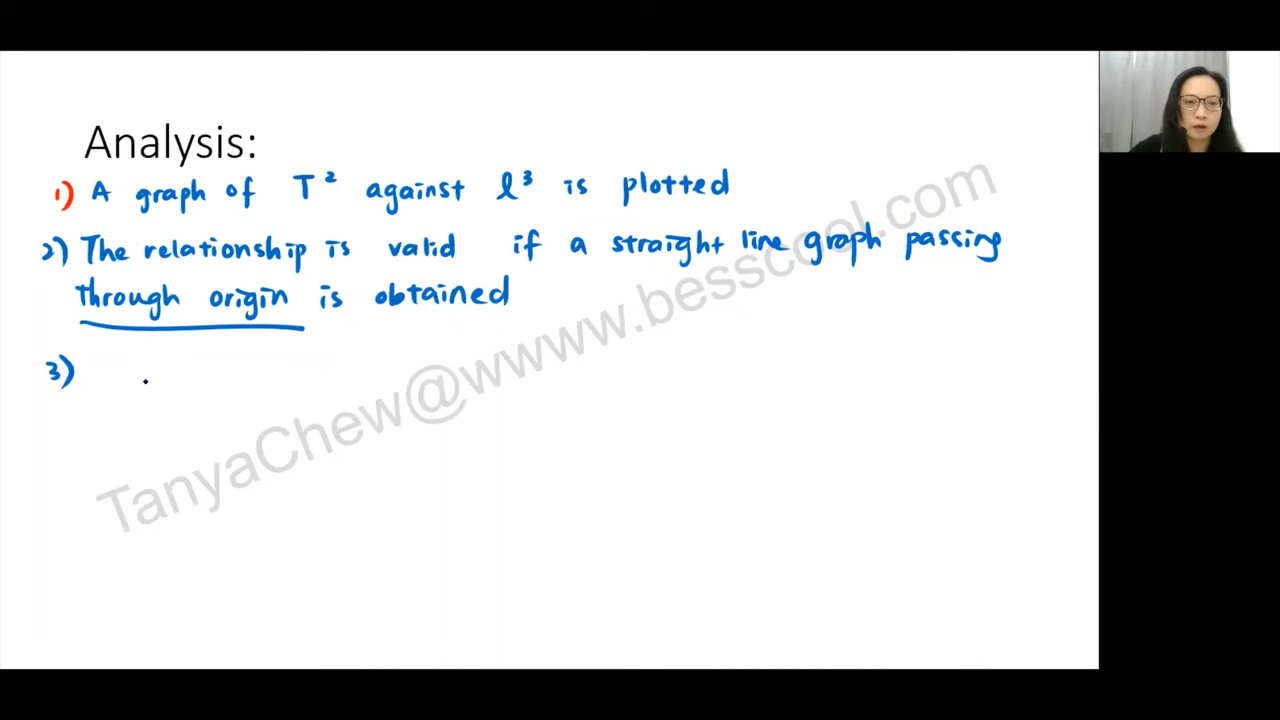 Analysis:
1) A graph of T² against l³ is plotted
2) The relationship is valid if a straight line graph passing
through origin is obtained
3)
TanyaChew@www.besscool.com